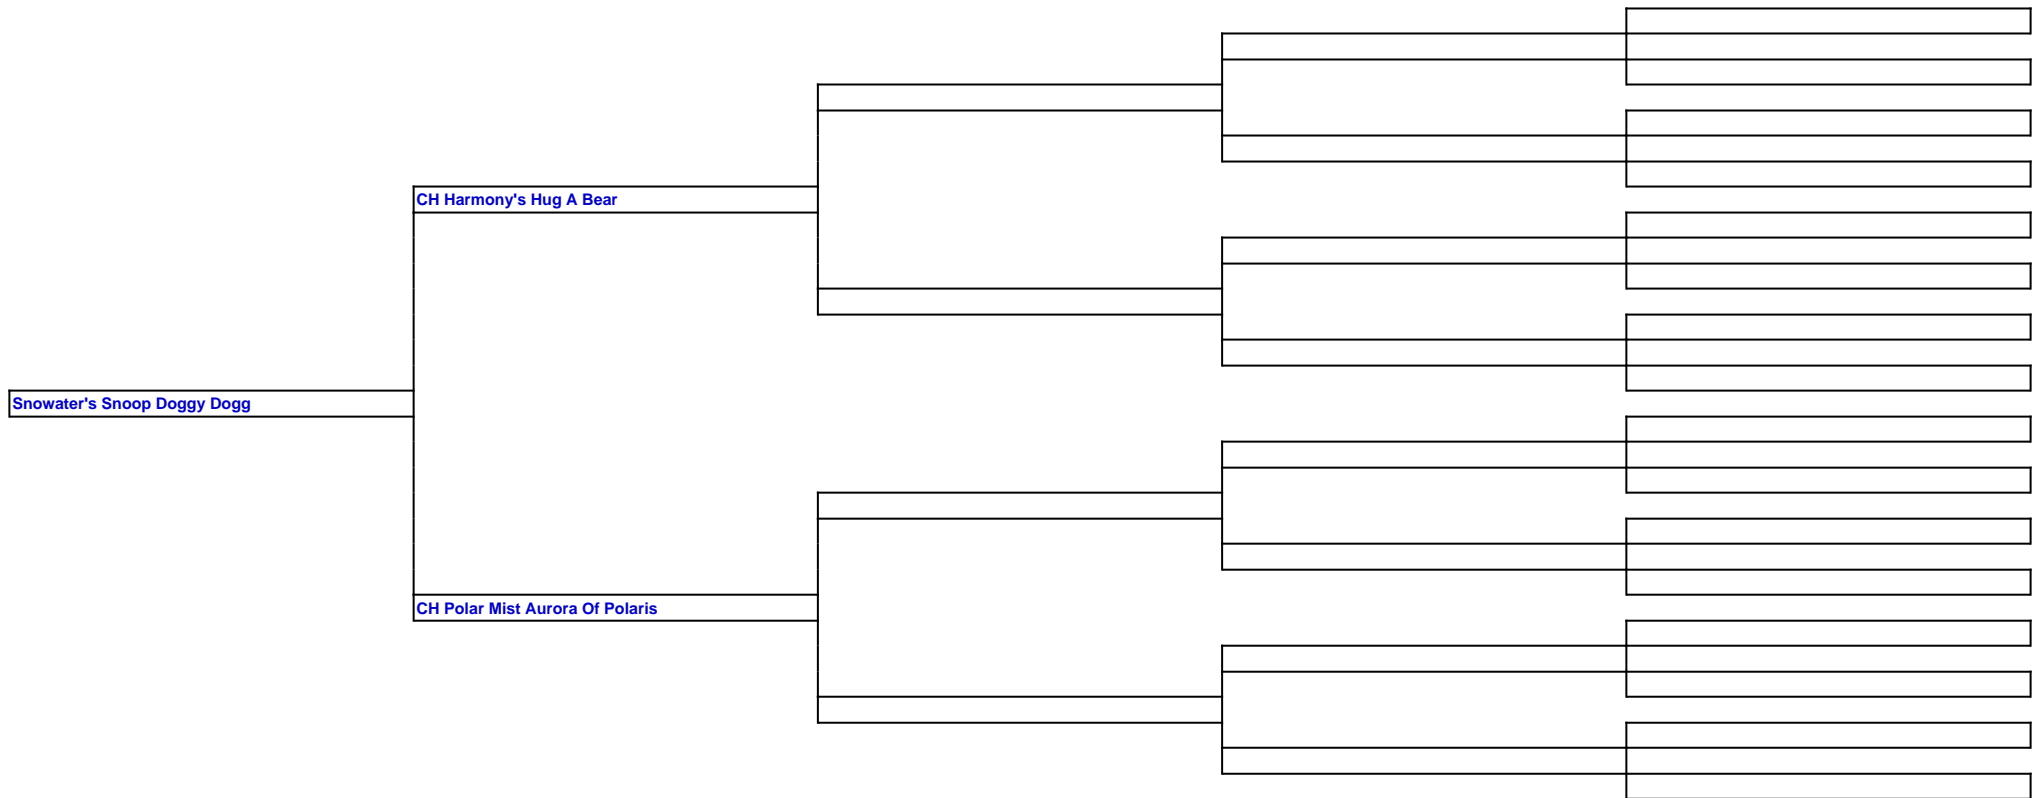 CH Harmony's Hug A Bear
Snowater's Snoop Doggy Dogg
CH Polar Mist Aurora Of Polaris